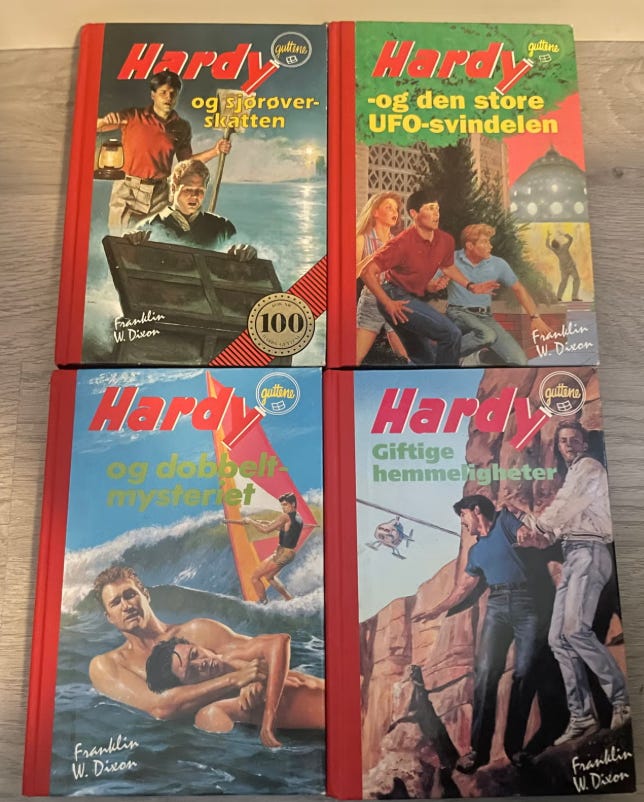 Hardy
guttene
og sjørøver-
skatten
100
Franklin
W. Dixon
Hardy
guttene
-og den store
UFO-svindelen
Franklin
W. Dixon
Hardy
guttene
og dobbelt-
mysteriet
Franklin
W. Dixon
Hardy
guttene
Giftige
hemmeligheter
Franklin
W. Dixon